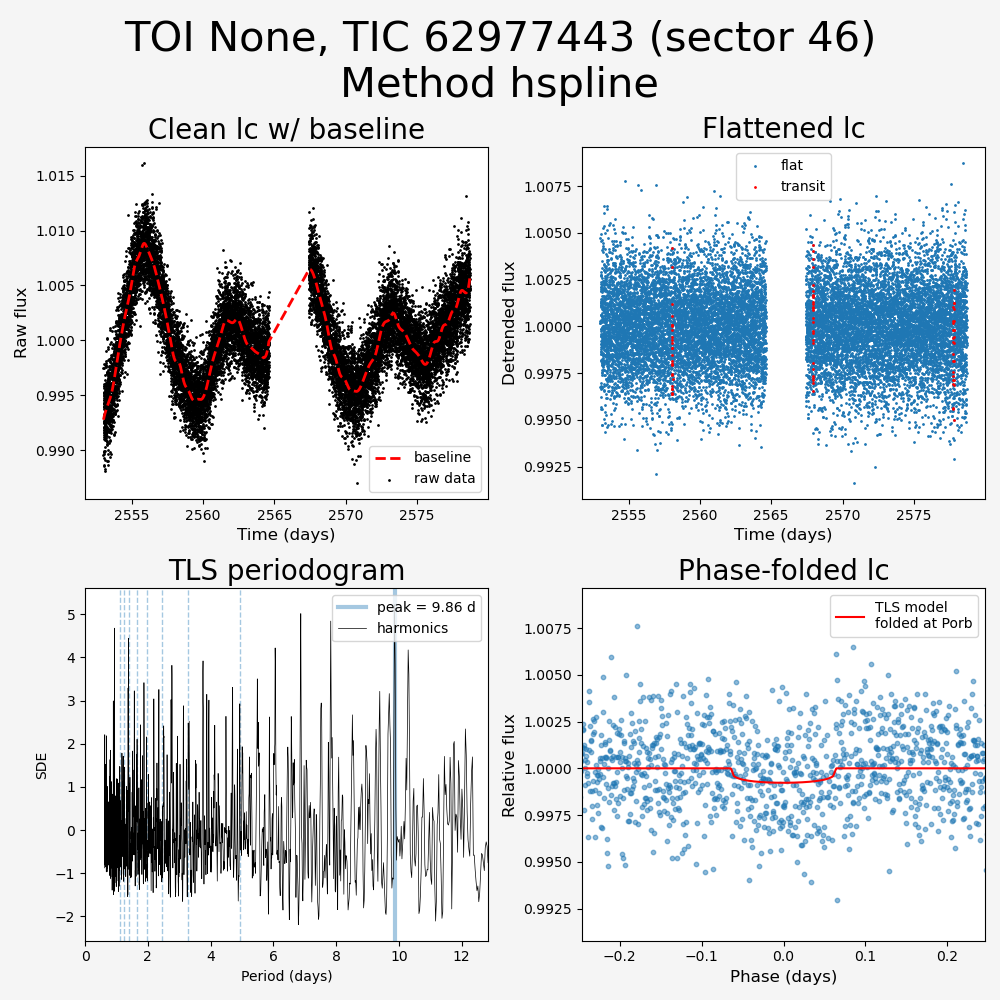 TOI None, TIC 62977443 (sector 46)
Method hspline
Clean lc w/ baseline
Raw flux
1.015
1.010
1.005
1.000
0.995
0.990
baseline
raw data
2555 2560 2565 2570 2575
Time (days)
Flattened lc
Detrended flux
1.0075
1.0050
1.0025
1.0000
0.9975
0.9950
0.9925
flat
transit
2555 2560 2565 2570 2575
Time (days)
TLS periodogram
SDE
5
4
3
2
1
0
−1
−2
peak = 9.86 d
harmonics
0 2 4 6 8 10 12
Period (days)
Phase-folded lc
Relative flux
1.0075
1.0050
1.0025
1.0000
0.9975
0.9950
0.9925
TLS model
folded at Porb
−0.2 −0.1 0.0 0.1 0.2
Phase (days)